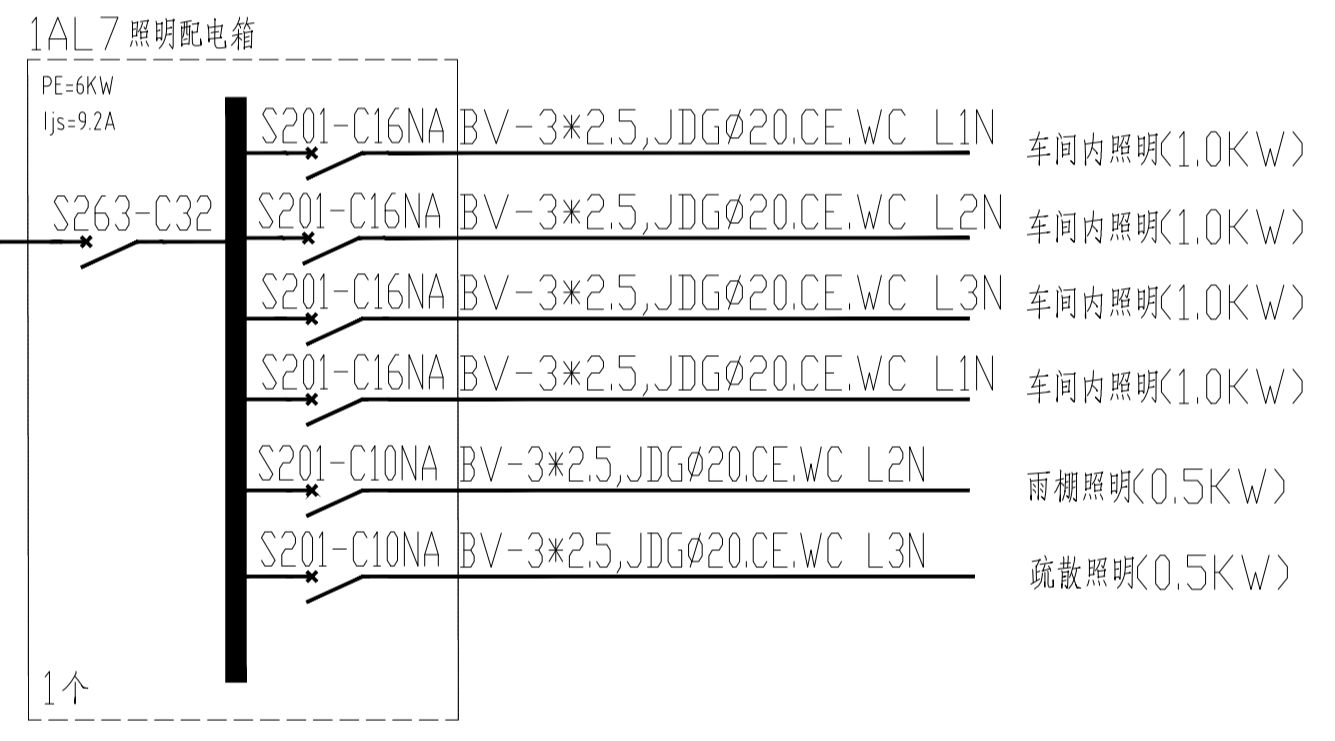 1AL7照明配电箱
PE=6KW
Ijs=9.2A
S263-C32
S201-C16NA BV-3*2.5,JDGØ20.CE.WC L1N 车间内照明(1.0KW)
S201-C16NA BV-3*2.5,JDGØ20.CE.WC L2N 车间内照明(1.0KW)
S201-C16NA BV-3*2.5,JDGØ20.CE.WC L3N 车间内照明(1.0KW)
S201-C16NA BV-3*2.5,JDGØ20.CE.WC L1N 车间内照明(1.0KW)
S201-C10NA BV-3*2.5,JDGØ20.CE.WC L2N 雨棚照明(0.5KW)
S201-C10NA BV-3*2.5,JDGØ20.CE.WC L3N 疏散照明(0.5KW)
1个